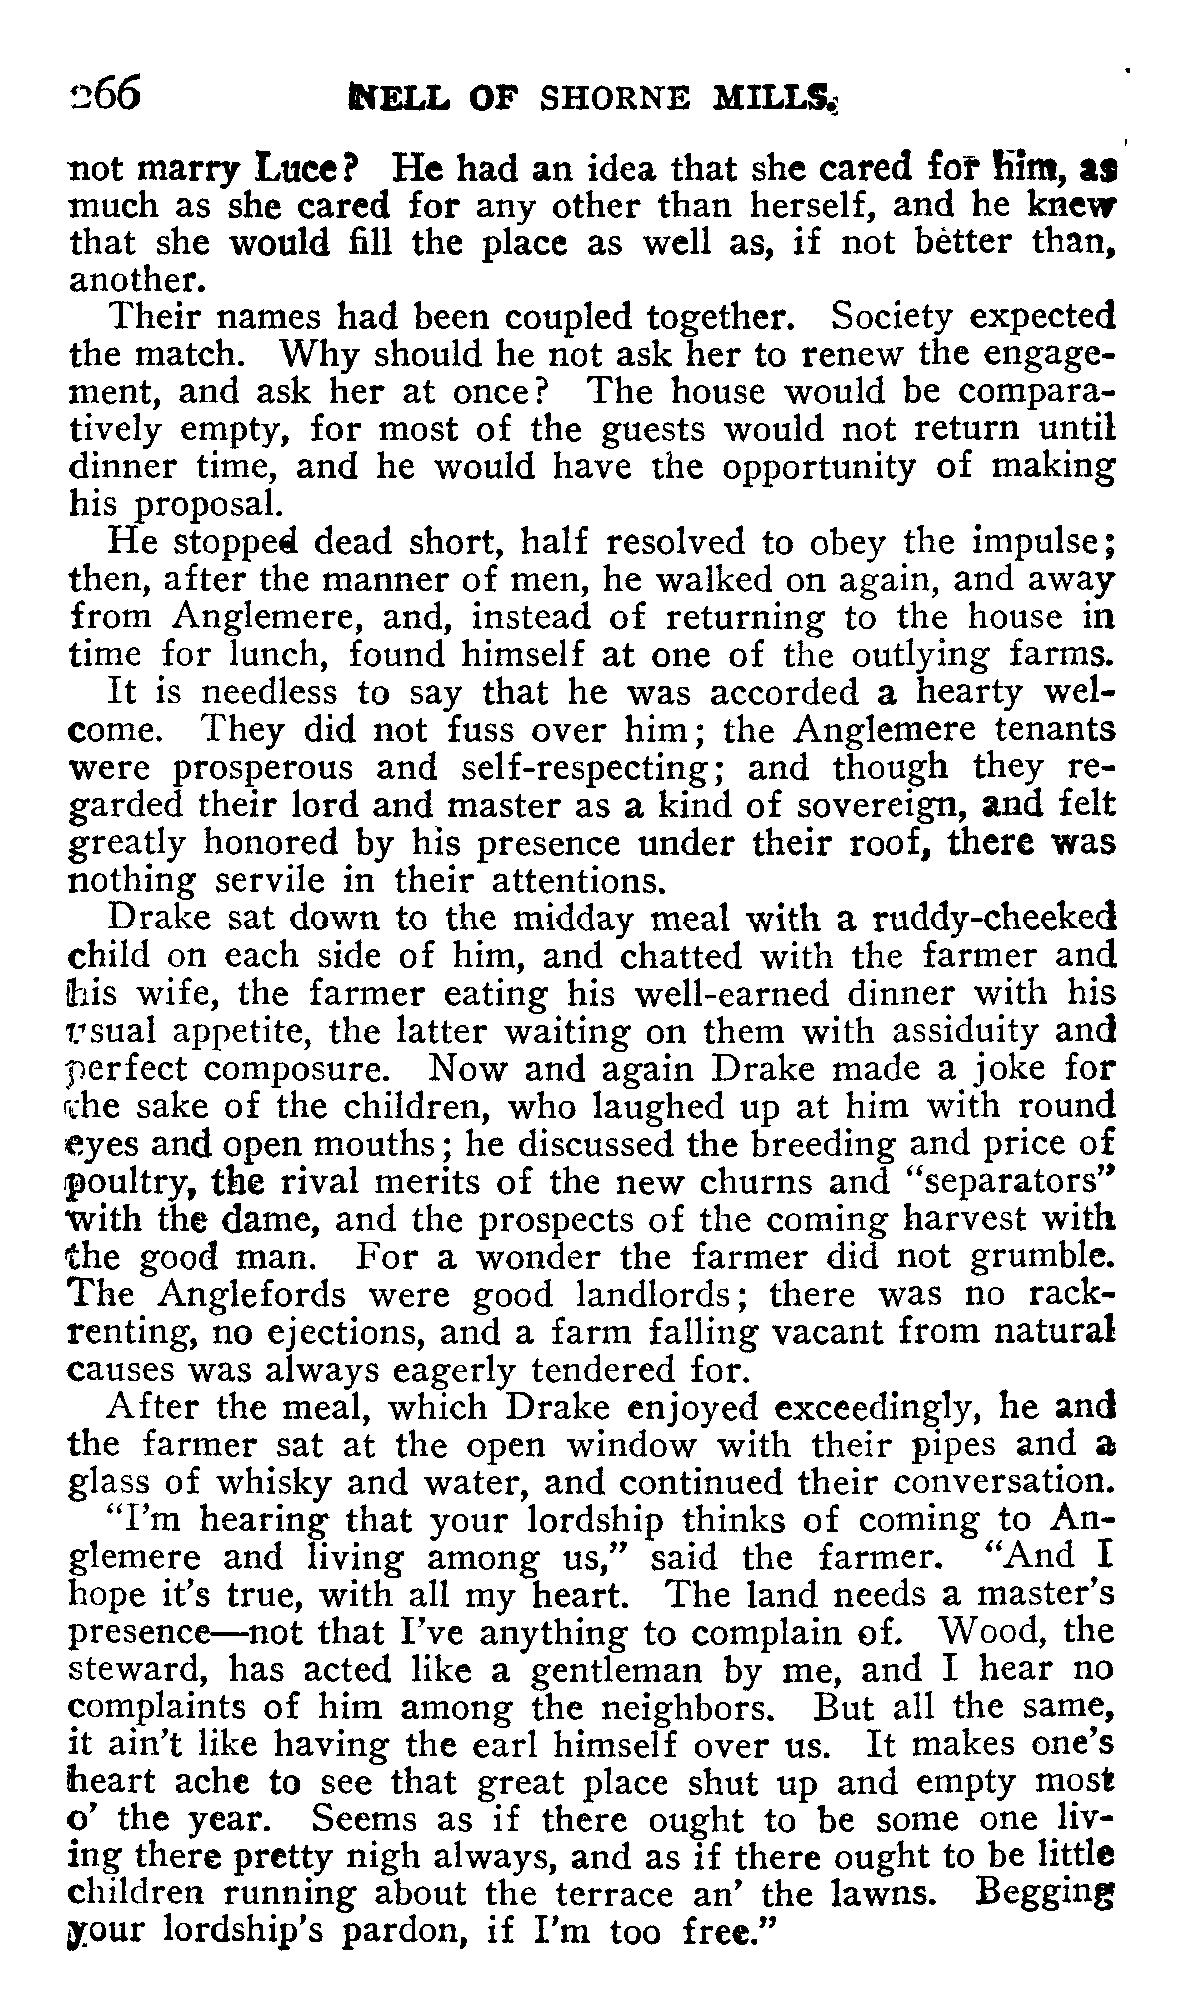 266 NELL OF SHORNE MILLS.
not marry Luce? He had an idea that she cared for him, as
much as she cared for any other than herself, and he knew
that she would fill the place as well as, if not better than,
another.
Their names had been coupled together. Society expected
the match. Why should he not ask her to renew the engage-
ment, and ask her at once? The house would be compara-
tively empty, for most of the guests would not return until
dinner time, and he would have the opportunity of making
his proposal.
He stopped dead short, half resolved to obey the impulse;
then, after the manner of men, he walked on again, and away
from Anglemere, and, instead of returning to the house in
time for lunch, found himself at one of the outlying farms.
It is needless to say that he was accorded a hearty wel-
come. They did not fuss over him; the Anglemere tenants
were prosperous and self-respecting; and though they re-
garded their lord and master as a kind of sovereign, and felt
greatly honored by his presence under their roof, there was
nothing servile in their attentions.
Drake sat down to the midday meal with a ruddy-cheeked
child on each side of him, and chatted with the farmer and
his wife, the farmer eating his well-earned dinner with his
usual appetite, the latter waiting on them with assiduity and
perfect composure. Now and again Drake made a joke for
the sake of the children, who laughed up at him with round
eyes and open mouths; he discussed the breeding and price of
poultry, the rival merits of the new churns and "separators"
with the dame, and the prospects of the coming harvest with
the good man. For a wonder the farmer did not grumble.
The Anglefords were good landlords; there was no rack-
renting, no ejections, and a farm falling vacant from natural
causes was always eagerly tendered for.
After the meal, which Drake enjoyed exceedingly, he and
the farmer sat at the open window with their pipes and a
glass of whisky and water, and continued their conversation.
"I'm hearing that your lordship thinks of coming to An-
glemere and living among us," said the farmer. "And I
hope it's true, with all my heart. The land needs a master's
presence—not that I've anything to complain of. Wood, the
steward, has acted like a gentleman by me, and I hear no
complaints of him among the neighbors. But all the same,
it ain't like having the earl himself over us. It makes one's
heart ache to see that great place shut up and empty most
o' the year. Seems as if there ought to be some one liv-
ing there pretty nigh always, and as if there ought to be little
children running about the terrace an' the lawns. Begging
your lordship's pardon, if I'm too free."